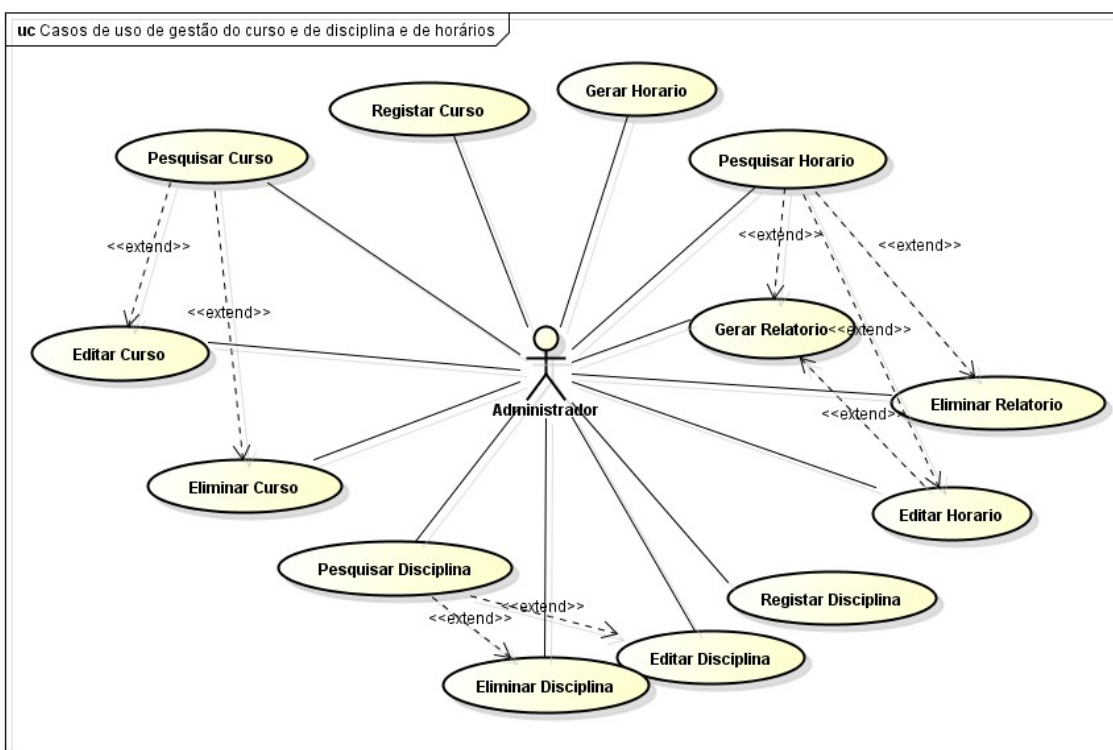 uc Casos de uso de gestão do curso e de disciplina e de horários
Gerar Horario
Registar Curso
Pesquisar Curso
Pesquisar Horario
<<extend>>
<<extend>>
<<extend>>
<<extend>>
Gerar Relatorio
<<extend>>
Editar Curso
Eliminar Relatorio
Administrador
<<extend>>
Eliminar Curso
Editar Horario
Pesquisar Disciplina
Registar Disciplina
<<extend>>
<<extend>>
Editar Disciplina
Eliminar Disciplina